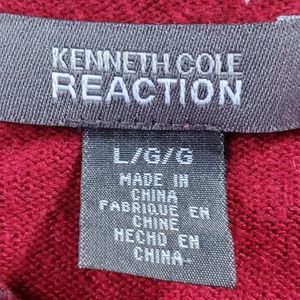 KENNETH COLE
REACTION
L/G/G
MADE IN
CHINA
FABRIQUE EN
CHINE
HECHO EN
CHINA